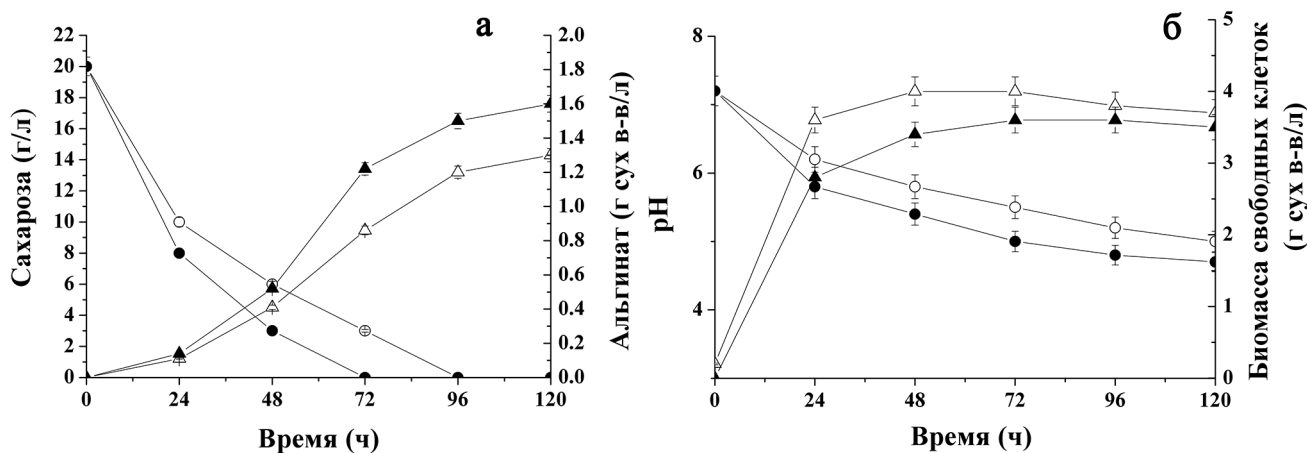 а
Сахароза (г/л)
22
20
18
16
14
12
10
8
6
4
2
0
2.0
1.8
1.6
1.4
1.2
1.0
0.8
0.6
0.4
0.2
0.0
Альгинат (г сух в-в/л)
0 24 48 72 96 120
Время (ч)
б
pH
8
6
4
5
4
3
2
1
0
Биомасса свободных клеток
(г сух в-в/л)
0 24 48 72 96 120
Время (ч)